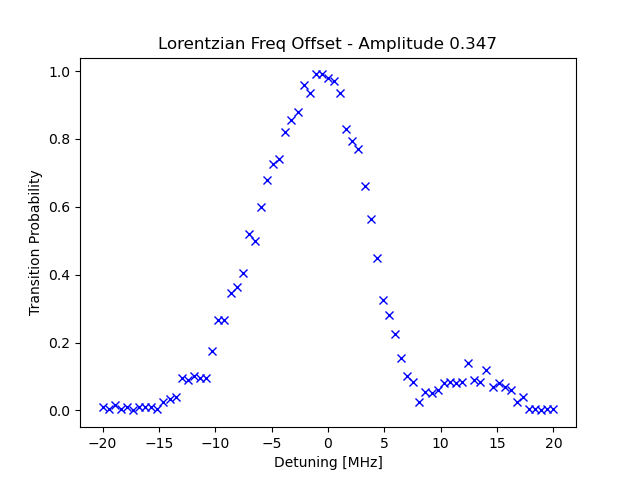 Lorentzian Freq Offset - Amplitude 0.347
1.0
0.8
0.6
0.4
0.2
0.0
Transition Probability
−20 −15 −10 −5 0 5 10 15 20
Detuning [MHz]